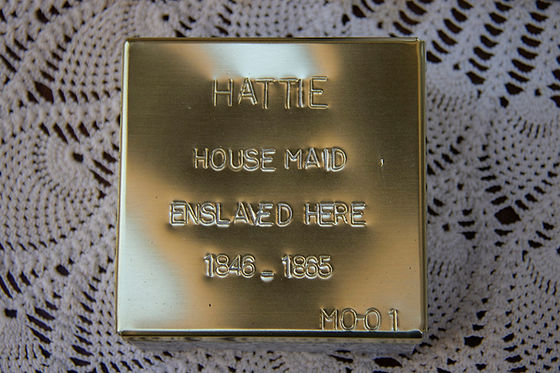 HATTIE
HOUSE MAID
ENSLAVED HERE
1846 - 1865
MO-01